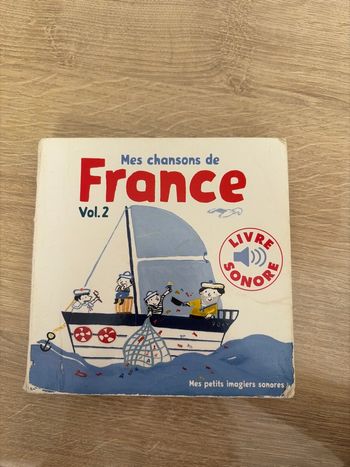 Mes chansons de
France
Vol.2
LIVRE
SONORE
Mes petits imagiers sonores